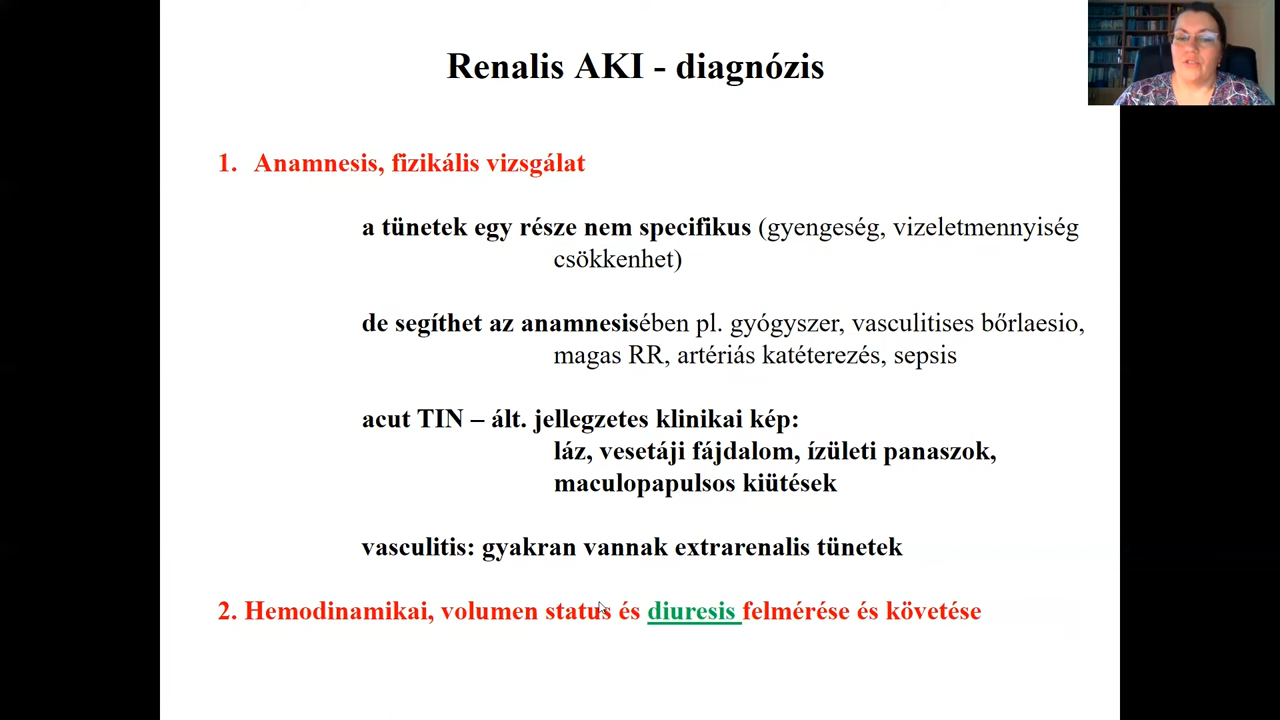 Renalis AKI - diagnózis
1. Anamnesis, fizikális vizsgálat
a tünetek egy része nem specifikus (gyengeség, vizeletmennyiség
csökkenhet)
de segíthet az anamnesisében pl. gyógyszer, vasculitises bőrlaesio,
magas RR, artériás katéterezés, sepsis
acut TIN – ált. jellegzetes klinikai kép:
láz, vesetáji fájdalom, ízületi panaszok,
maculopapulsos kiütések
vasculitis: gyakran vannak extrarenalis tünetek
2. Hemodinamikai, volumen status és diuresis felmérése és követése